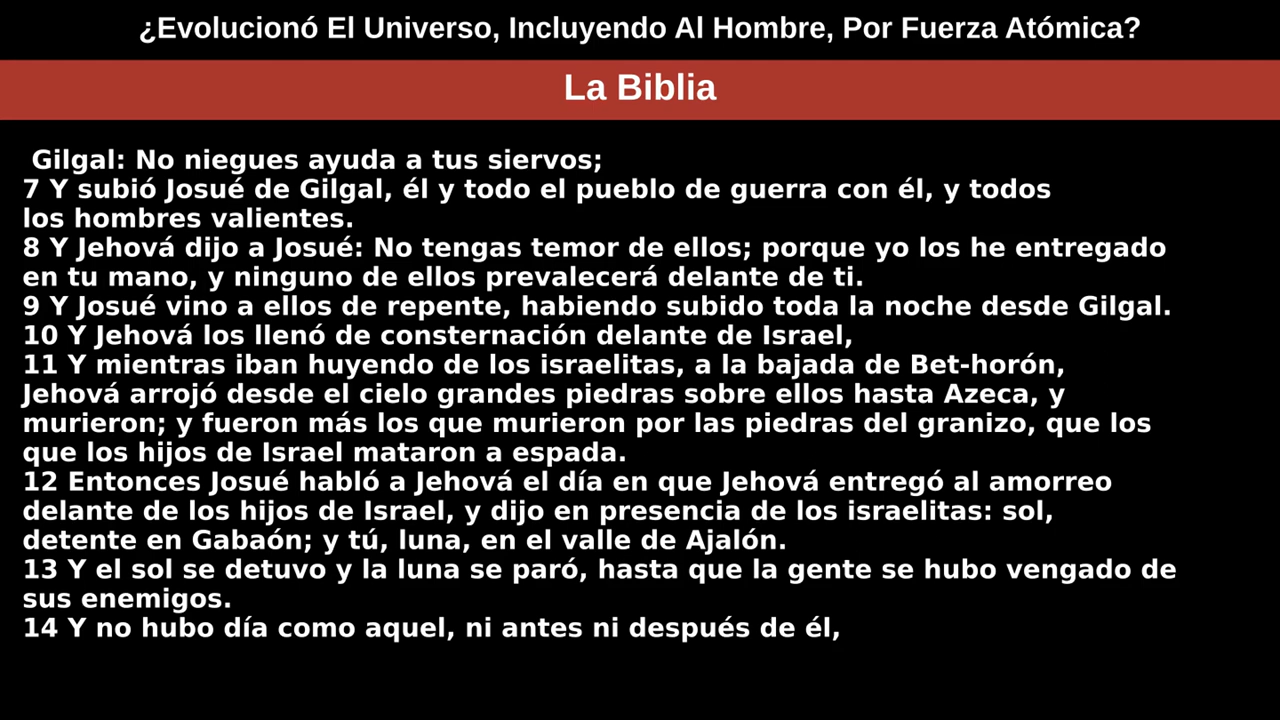 ¿Evolucionó El Universo, Incluyendo Al Hombre, Por Fuerza Atómica?
La Biblia
Gilgal: No niegues ayuda a tus siervos;
7 Y subió Josué de Gilgal, él y todo el pueblo de guerra con él, y todos
los hombres valientes.
8 Y Jehová dijo a Josué: No tengas temor de ellos; porque yo los he entregado
en tu mano, y ninguno de ellos prevalecerá delante de ti.
9 Y Josué vino a ellos de repente, habiendo subido toda la noche desde Gilgal.
10 Y Jehová los llenó de consternación delante de Israel,
11 Y mientras iban huyendo de los israelitas, a la bajada de Bet-horón,
Jehová arrojó desde el cielo grandes piedras sobre ellos hasta Azeca, y
murieron; y fueron más los que murieron por las piedras del granizo, que los
que los hijos de Israel mataron a espada.
12 Entonces Josué habló a Jehová el día en que Jehová entregó al amorreo
delante de los hijos de Israel, y dijo en presencia de los israelitas: sol,
detente en Gabaón; y tú, luna, en el valle de Ajalón.
13 Y el sol se detuvo y la luna se paró, hasta que la gente se hubo vengado de
sus enemigos.
14 Y no hubo día como aquel, ni antes ni después de él,